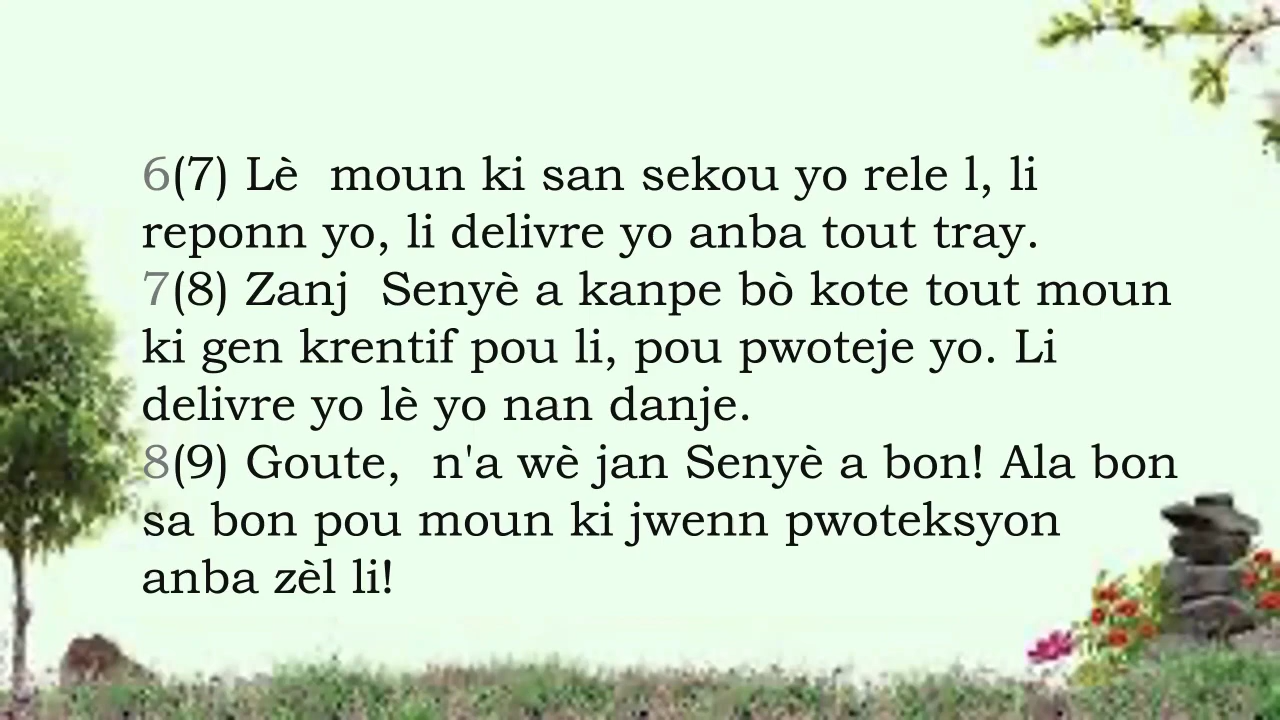 6(7) Lè  moun ki san sekou yo rele l, li
reponn yo, li delivre yo anba tout tray.
7(8) Zanj  Senyè a kanpe bò kote tout moun
ki gen krentif pou li, pou pwoteje yo. Li
delivre yo lè yo nan danje.
8(9) Goute,  n'a wè jan Senyè a bon! Ala bon
sa bon pou moun ki jwenn pwoteksyon
anba zèl li!